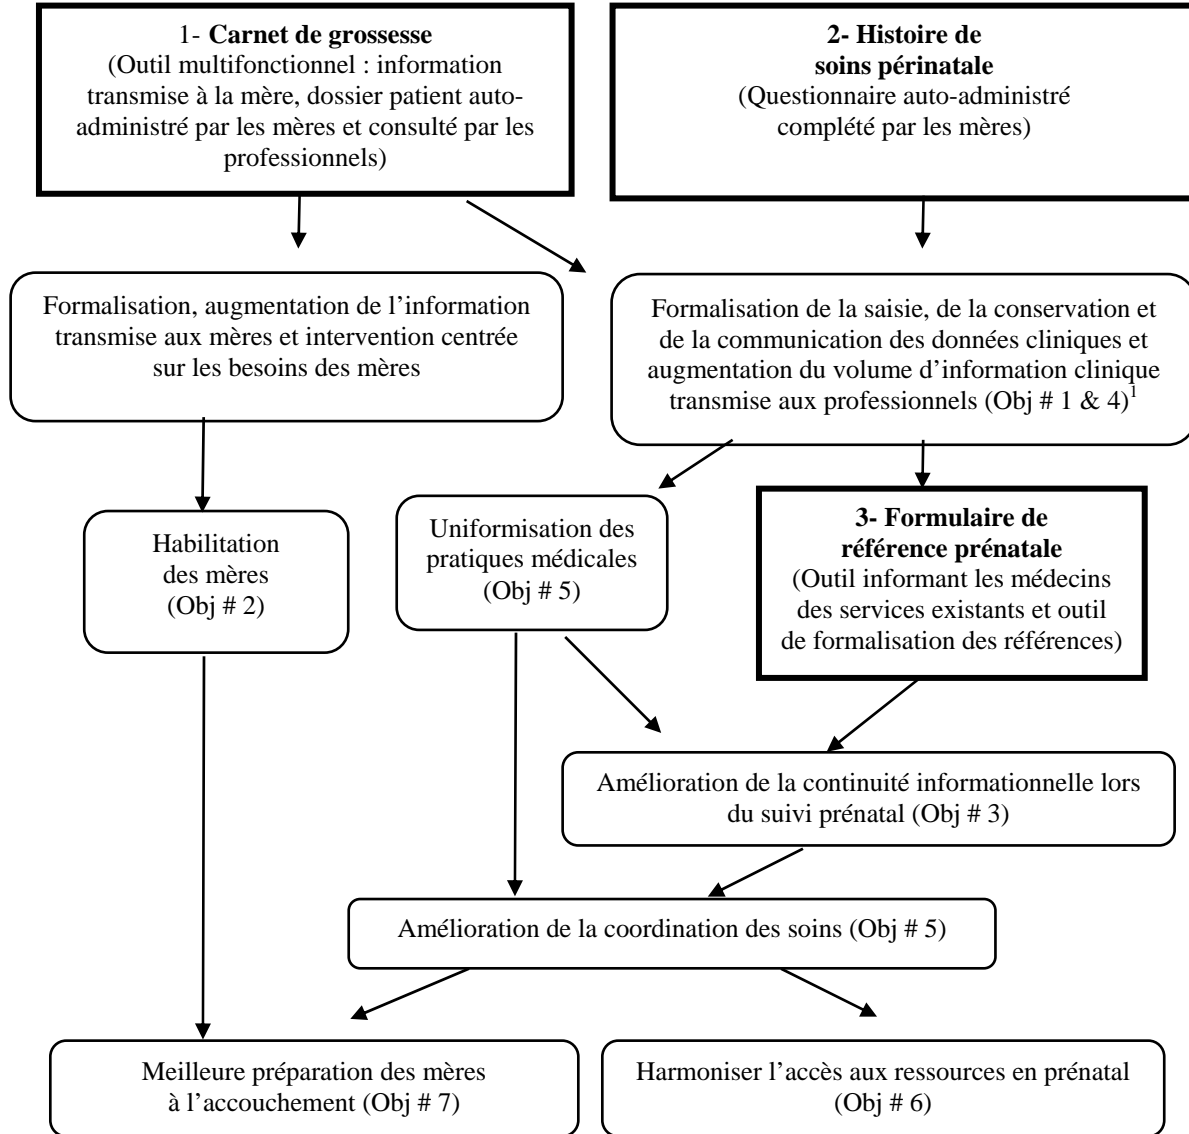 1- Carnet de grossesse
(Outil multifonctionnel : information
transmise à la mère, dossier patient auto-
administré par les mères et consulté par les
professionnels)
2- Histoire de
soins périnatale
(Questionnaire auto-administré
complété par les mères)
Formalisation, augmentation de l’information
transmise aux mères et intervention centrée
sur les besoins des mères
Formalisation de la saisie, de la conservation et
de la communication des données cliniques et
augmentation du volume d’information clinique
transmise aux professionnels (Obj # 1 & 4)1
Habilitation
des mères
(Obj # 2)
Uniformisation des
pratiques médicales
(Obj # 5)
3- Formulaire de
référence prénatale
(Outil informant les médecins
des services existants et outil
de formalisation des références)
Amélioration de la continuité informationnelle lors
du suivi prénatal (Obj # 3)
Amélioration de la coordination des soins (Obj # 5)
Meilleure préparation des mères
à l’accouchement (Obj # 7)
Harmoniser l’accès aux ressources en prénatal
(Obj # 6)